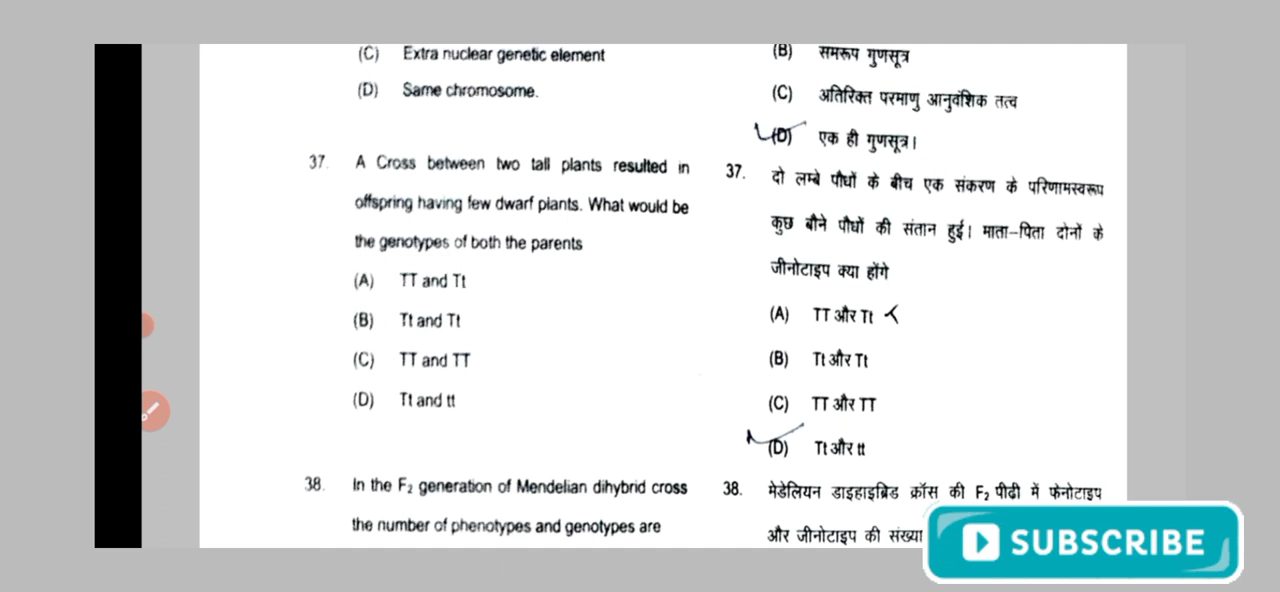 (C) Extra nuclear genetic element
(D) Same chromosome.
37. A Cross between two tall plants resulted in
offspring having few dwarf plants. What would be
the genotypes of both the parents
(A) TT and Tt
(B) Tt and Tt
(C) TT and TT
(D) Tt and tt
38. In the F₂ generation of Mendelian dihybrid cross
the number of phenotypes and genotypes are
(B) समरूप गुणसूत्र
(C) अतिरिक्त परमाणु आनुवंशिक तत्व
(D) एक ही गुणसूत्र।
37. दो लम्बे पौधों के बीच एक संकरण के परिणामस्वरूप
कुछ बौने पौधों की संतान हुई। माता-पिता दोनों के
जीनोटाइप क्या होंगे
(A) TT और Tt
(B) Tt और Tt
(C) TT और TT
(D) Tt और tt
38. मेडेलियन डाइहाइब्रिड क्रॉस की F₂ पीढी में फेनोटाइप
और जीनोटाइप की संख्या
SUBSCRIBE